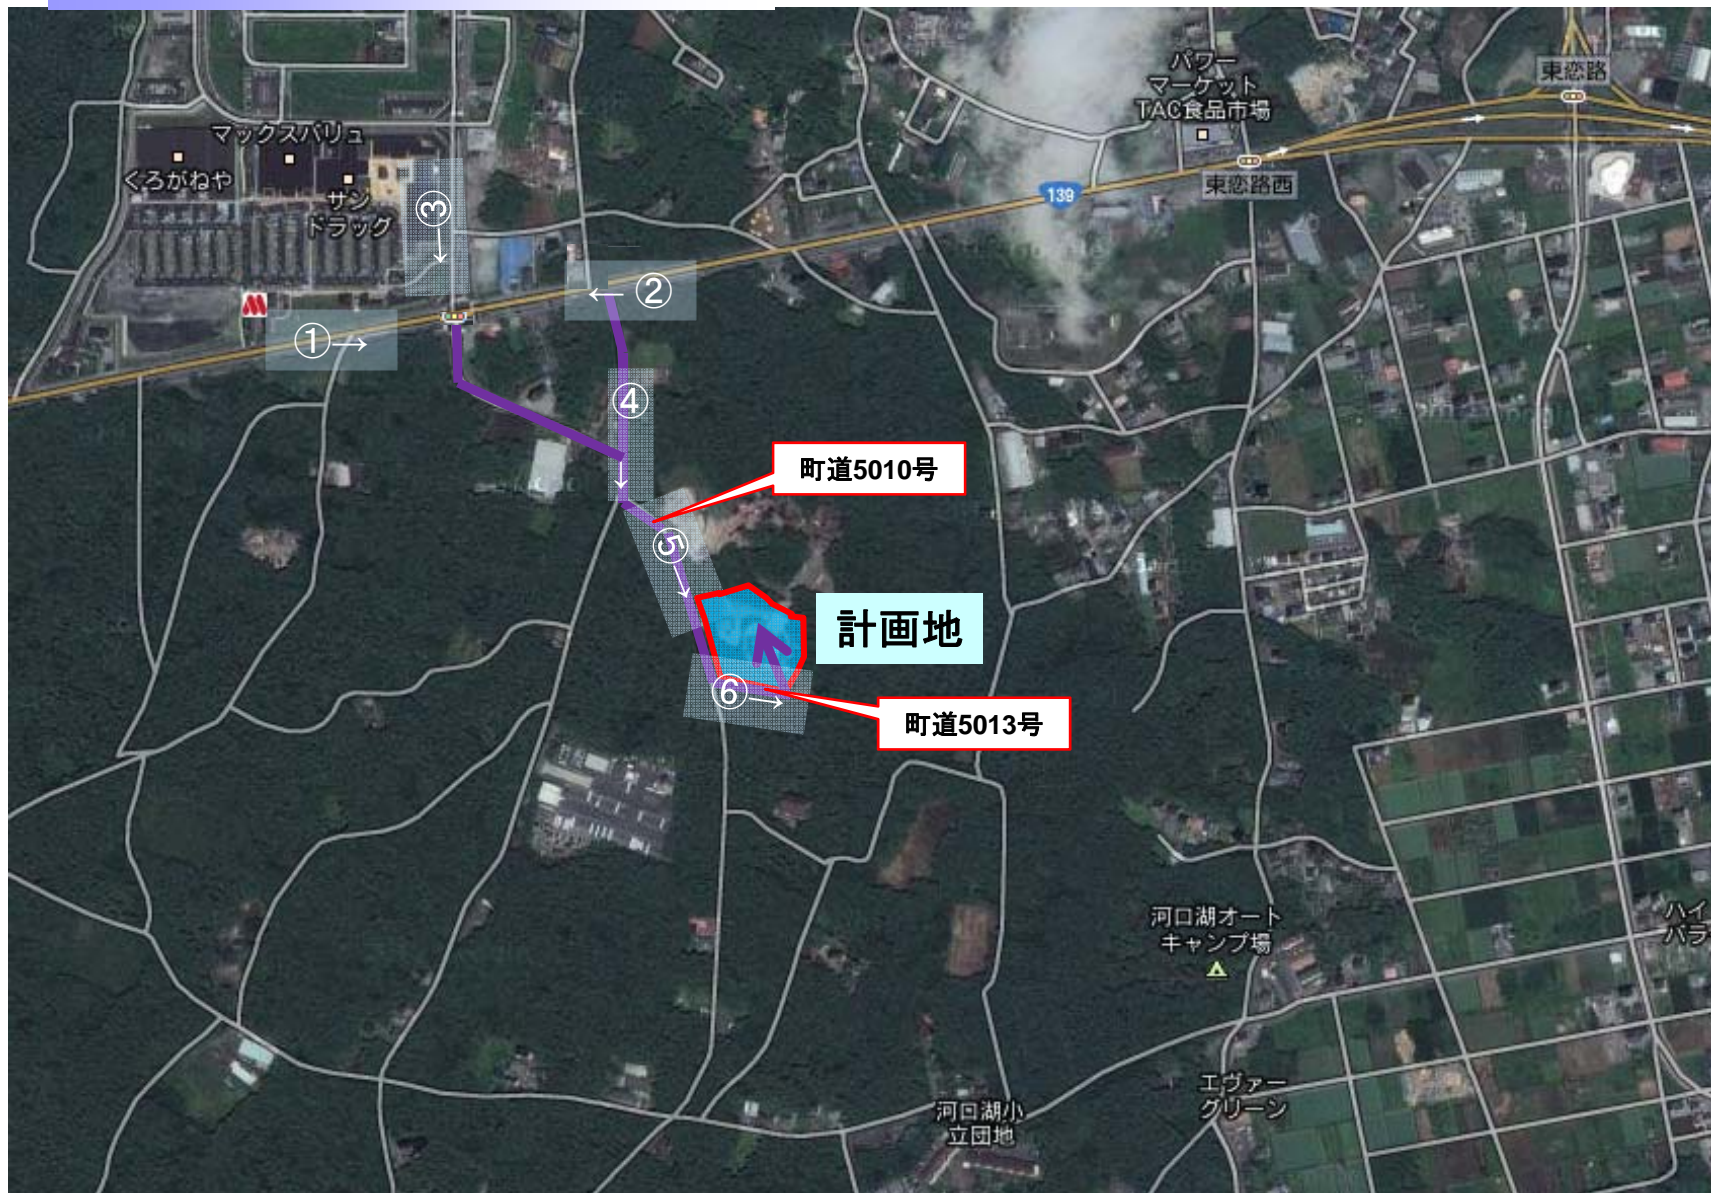 パワー
マーケット
TAC食品市場
東恋路
マックスバリュ
くろがねや
サン
ドラッグ
139
東恋路西
③
← ②
①→
④
町道5010号
⑤
計画地
⑥
町道5013号
河口湖オート
キャンプ場
ハイ
パラ
エヴァー
グリーン
河口湖小
立団地